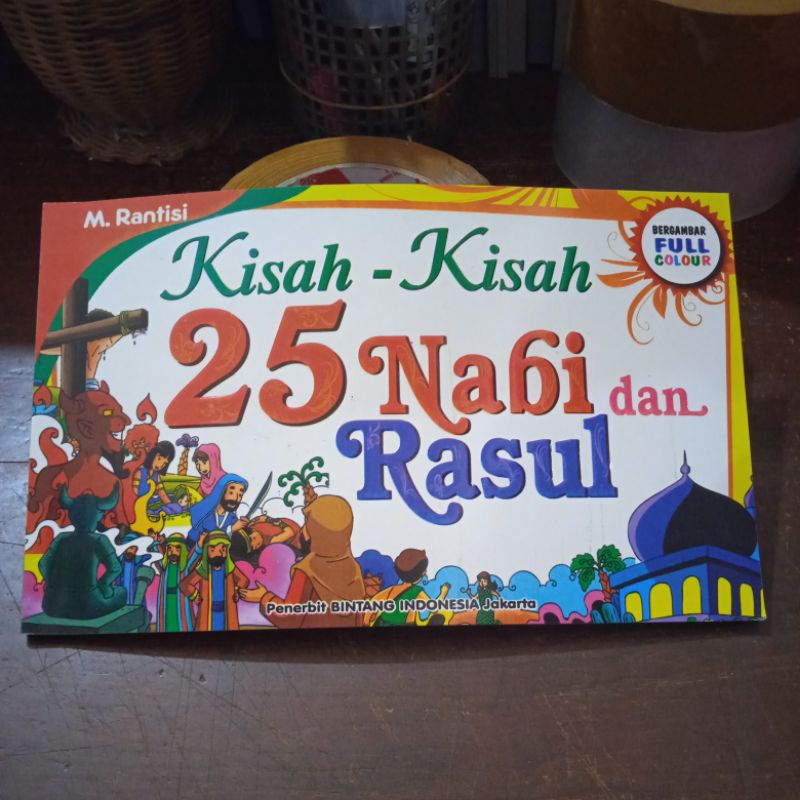 M. Rantisi
BERGAMBAR
FULL
COLOUR
Kisah - Kisah
25 Nabi dan
Rasul
Penerbit BINTANG INDONESIA Jakarta